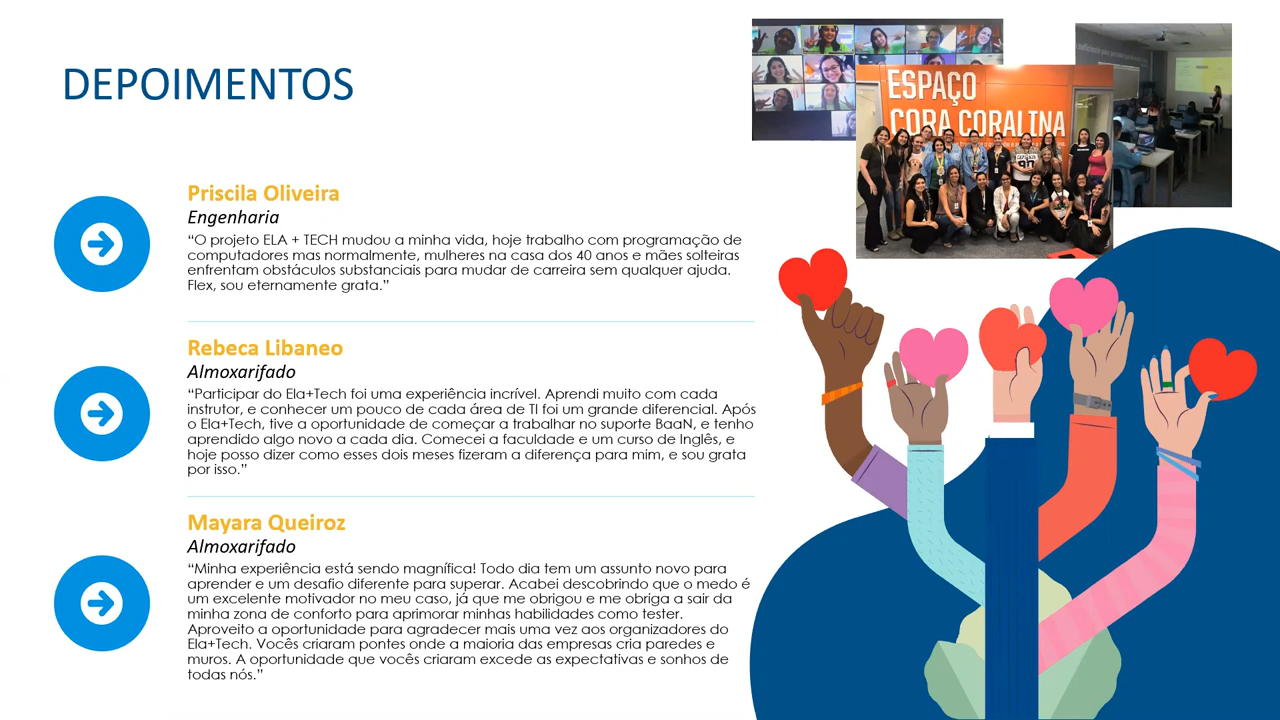 DEPOIMENTOS
ESPAÇO
CORA CORALINA
Priscila Oliveira
Engenharia
“O projeto ELA + TECH mudou a minha vida, hoje trabalho com programação de
computadores mas normalmente, mulheres na casa dos 40 anos e mães solteiras
enfrentam obstáculos substanciais para mudar de carreira sem qualquer ajuda.
Flex, sou eternamente grata.”
Rebeca Libaneo
Almoxarifado
“Participar do Ela+Tech foi uma experiência incrível. Aprendi muito com cada
instrutor, e conhecer um pouco de cada área de TI foi um grande diferencial. Após
o Ela+Tech, tive a oportunidade de começar a trabalhar no suporte BaaN, e tenho
aprendido algo novo a cada dia. Comecei a faculdade e um curso de Inglês, e
hoje posso dizer como esses dois meses fizeram a diferença para mim, e sou grata
por isso.”
Mayara Queiroz
Almoxarifado
“Minha experiência está sendo magnífica! Todo dia tem um assunto novo para
aprender e um desafio diferente para superar. Acabei descobrindo que o medo é
um excelente motivador no meu caso, já que me obrigou e me obriga a sair da
minha zona de conforto para aprimorar minhas habilidades como tester.
Aproveito a oportunidade para agradecer mais uma vez aos organizadores do
Ela+Tech. Vocês criaram pontes onde a maioria das empresas cria paredes e
muros. A oportunidade que vocês criaram excede as expectativas e sonhos de
todas nós.”